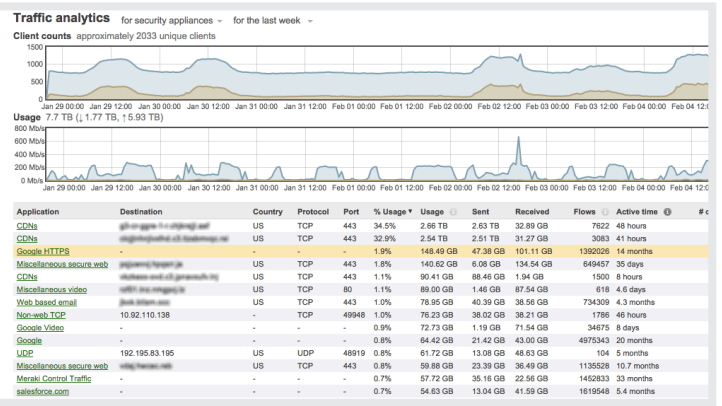 Traffic analytics for security appliances for the last week
Client counts approximately 2033 unique clients
1500
1000
500
0
Jan 29 00:00 Jan 29 12:00 Jan 30 00:00 Jan 30 12:00 Jan 31 00:00 Jan 31 12:00 Feb 01 00:00 Feb 01 12:00 Feb 02 00:00 Feb 02 12:00 Feb 03 00:00 Feb 03 12:00 Feb 04 00:00 Feb 04 12:0
Usage 7.7 TB (↓1.77 TB, ↑5.93 TB)
800 Mb/s
600 Mb/s
400 Mb/s
200 Mb/s
0 Mb/s
Jan 29 00:00 Jan 29 12:00 Jan 30 00:00 Jan 30 12:00 Jan 31 00:00 Jan 31 12:00 Feb 01 00:00 Feb 01 12:00 Feb 02 00:00 Feb 02 12:00 Feb 03 00:00 Feb 03 12:00 Feb 04 00:00 Feb 04 12:0
Application Destination Country Protocol Port % Usage ▼ Usage Sent Received Flows Active time # c
CDNs US TCP 443 34.5% 2.66 TB 2.63 TB 32.89 GB 7622 48 hours
CDNs US TCP 443 32.9% 2.54 TB 2.51 TB 31.27 GB 3083 41 hours
Google HTTPS - - - - 1.9% 148.49 GB 47.38 GB 101.11 GB 1392026 14 months
Miscellaneous secure web US TCP 443 1.8% 140.62 GB 6.08 GB 134.54 GB 649457 35 days
CDNs US TCP 443 1.1% 90.41 GB 88.46 GB 1.94 GB 1500 8 hours
Miscellaneous video US TCP 80 1.1% 89.00 GB 1.46 GB 87.54 GB 618 4.6 days
Web based email US TCP 443 1.0% 78.95 GB 40.39 GB 38.56 GB 734309 4.3 months
Non-web TCP 10.92.110.138 - TCP 49948 1.0% 76.23 GB 38.02 GB 38.21 GB 1786 46 hours
Google Video - - - - 0.9% 72.73 GB 1.19 GB 71.54 GB 34675 8 days
Google - - - - 0.8% 64.42 GB 21.42 GB 43.00 GB 4975343 20 months
UDP 192.195.83.195 US UDP 48919 0.8% 61.72 GB 13.08 GB 48.63 GB 104 5 months
Miscellaneous secure web US TCP 443 0.8% 59.88 GB 23.39 GB 36.49 GB 1135528 10.7 months
Meraki Control Traffic - - - - 0.7% 57.72 GB 35.16 GB 22.56 GB 1452833 33 months
salesforce.com - - - - 0.7% 54.63 GB 13.04 GB 41.59 GB 1619548 5.4 months